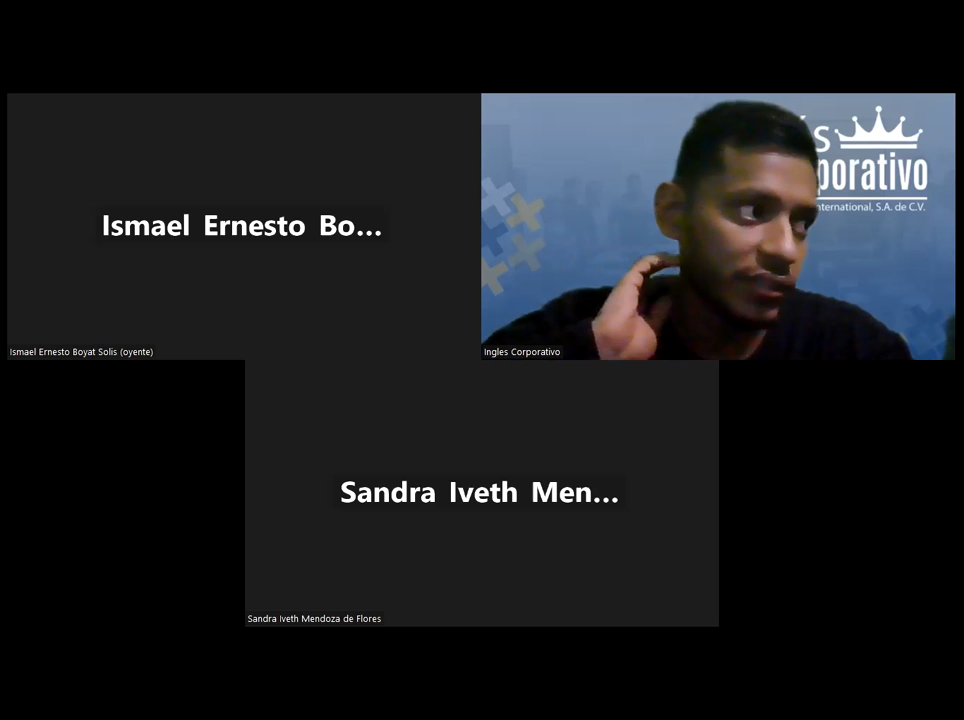 Ismael Ernesto Bo...
Ismael Ernesto Boyat Solis (oyente)
s
porativo
nternational, S.A. de C.V.
Ingles Corporativo
Sandra Iveth Men...
Sandra Iveth Mendoza de Flores